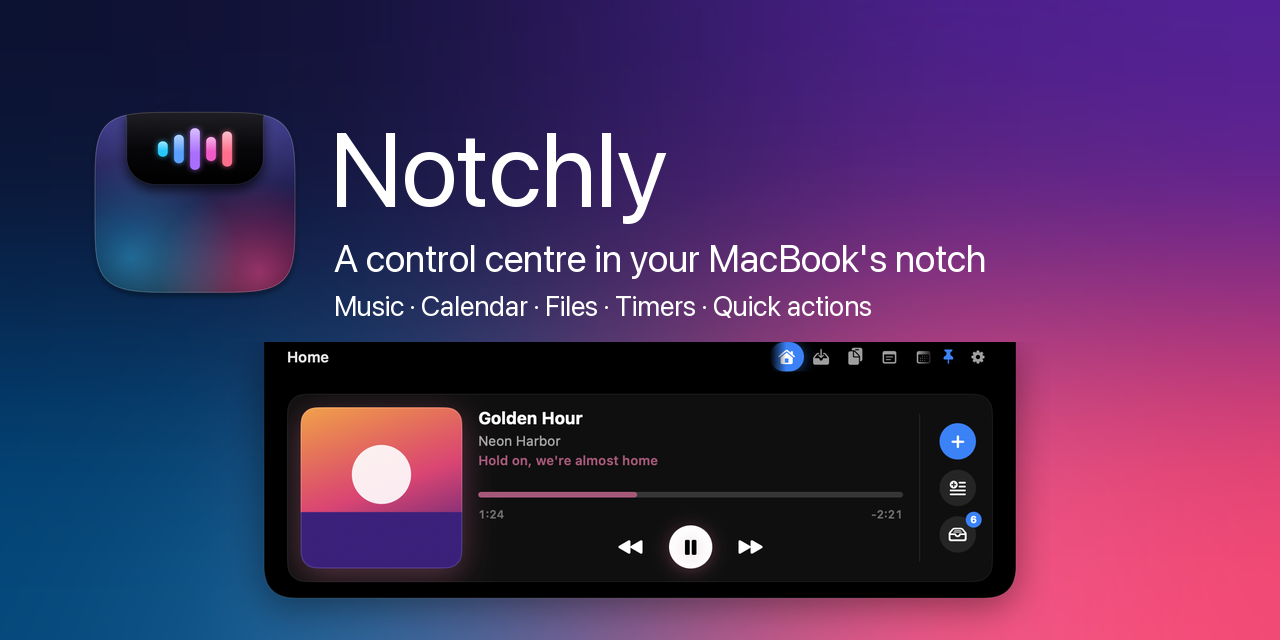 Notchly
A control centre in your MacBook's notch
Music · Calendar · Files · Timers · Quick actions
Home
Golden Hour
Neon Harbor
Hold on, we're almost home
1:24
-2:21
6